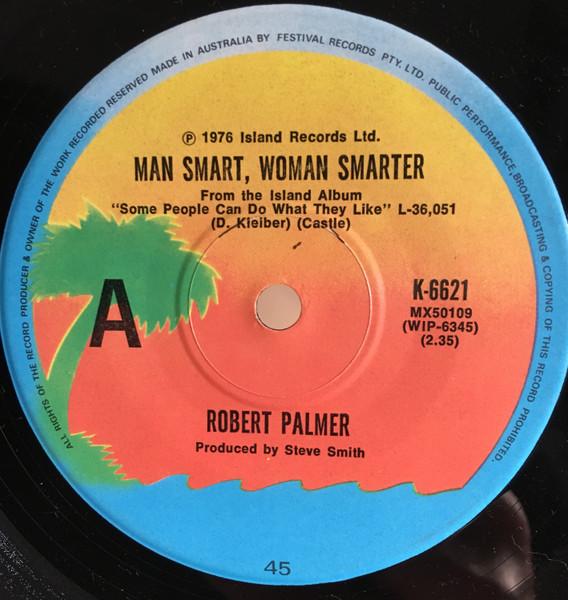 ALL RIGHTS OF THE RECORD PRODUCER & OWNER OF THE WORK RECORDED RESERVED MADE IN AUSTRALIA BY FESTIVAL RECORDS PTY. LTD. PUBLIC PERFORMANCE, BROADCASTING & COPYING OF THIS RECORD PROHIBITED.
℗ 1976 Island Records Ltd.
MAN SMART, WOMAN SMARTER
From the Island Album
“Some People Can Do What They Like” L-36,051
(D. Kleiber) (Castle)
A
K-6621
MX50109
(WIP-6345)
(2.35)
ROBERT PALMER
Produced by Steve Smith
45